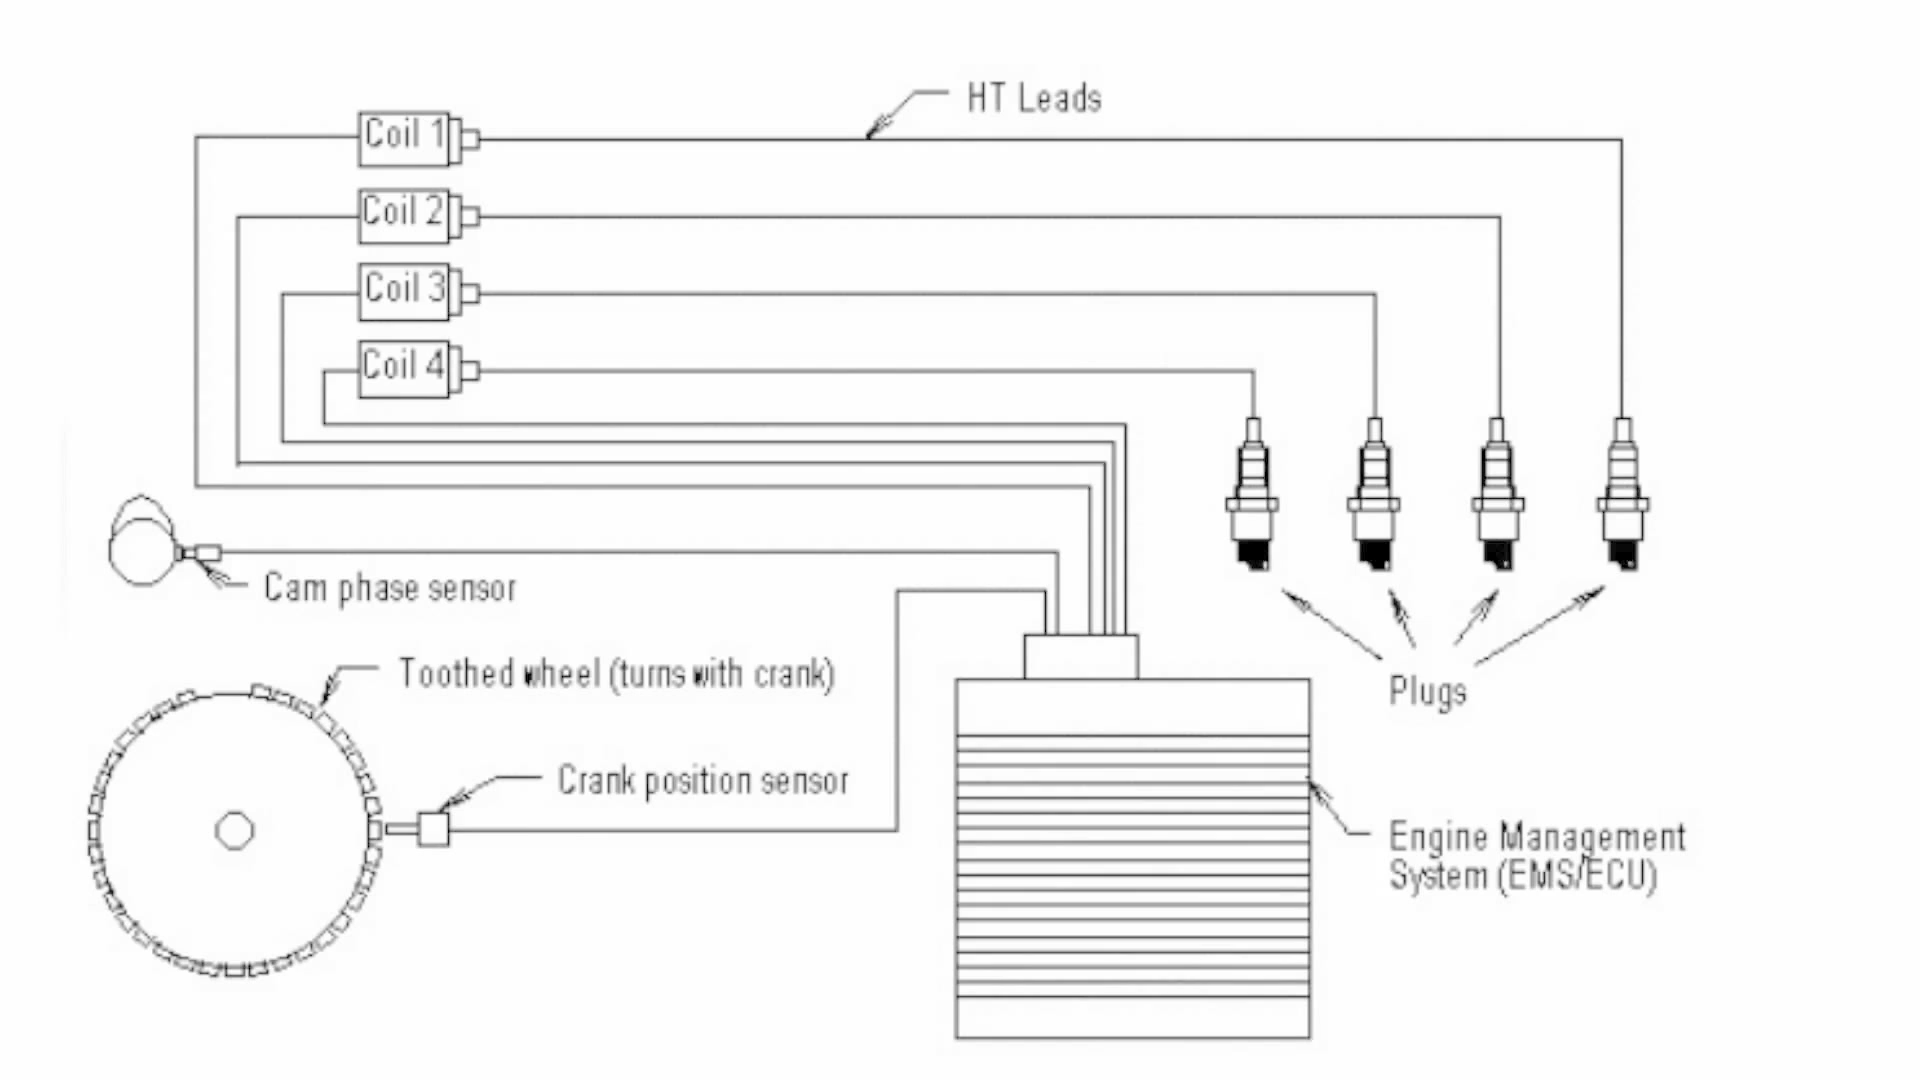 HT Leads
Coil 1
Coil 2
Coil 3
Coil 4
Cam phase sensor
Toothed wheel (turns with crank)
Plugs
Crank position sensor
Engine Management
System (EMS/ECU)